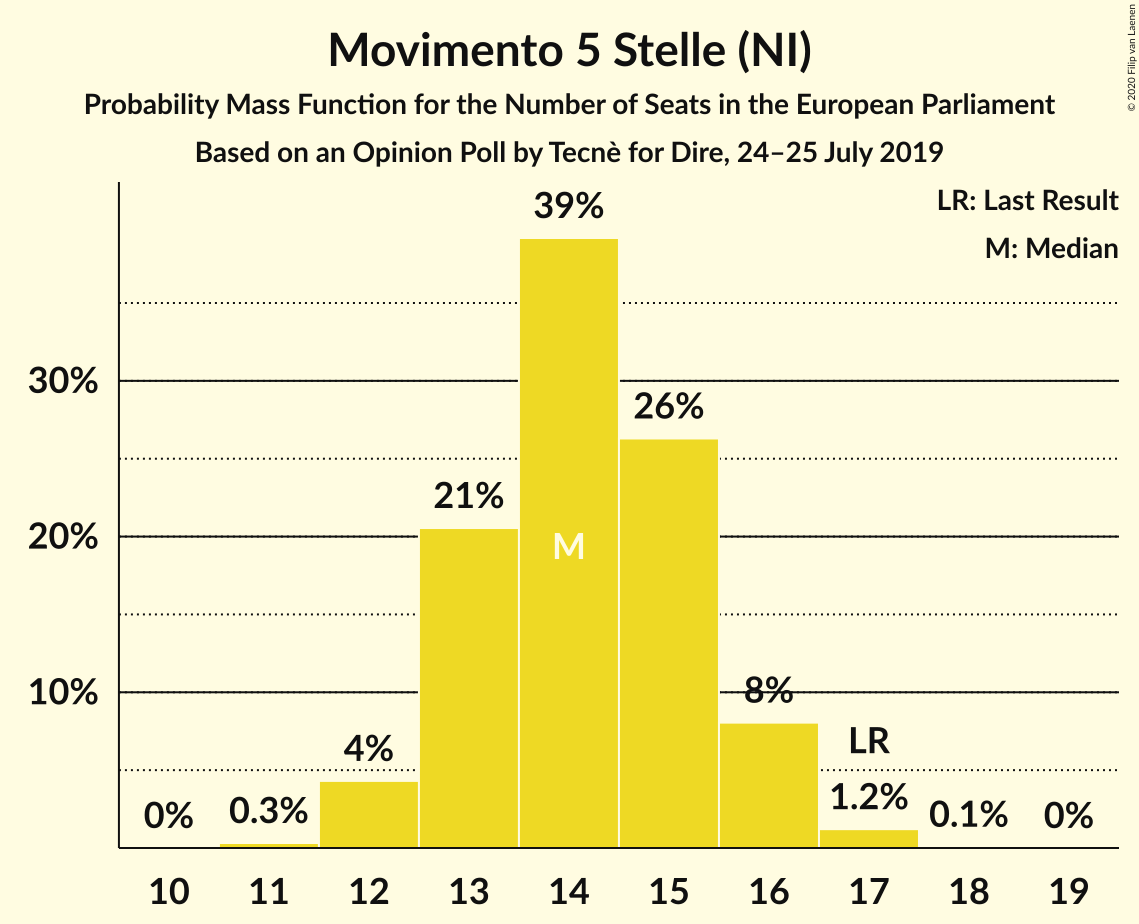 Movimento 5 Stelle (NI)
Probability Mass Function for the Number of Seats in the European Parliament
Based on an Opinion Poll by Tecnè for Dire, 24–25 July 2019
© 2020 Filip van Laenen
LR: Last Result
M: Median
39%
30%
26%
21%
20%
M
10%
8%
LR
4%
1.2%
0%
0.3%
0.1%
0%
10 11 12 13 14 15 16 17 18 19